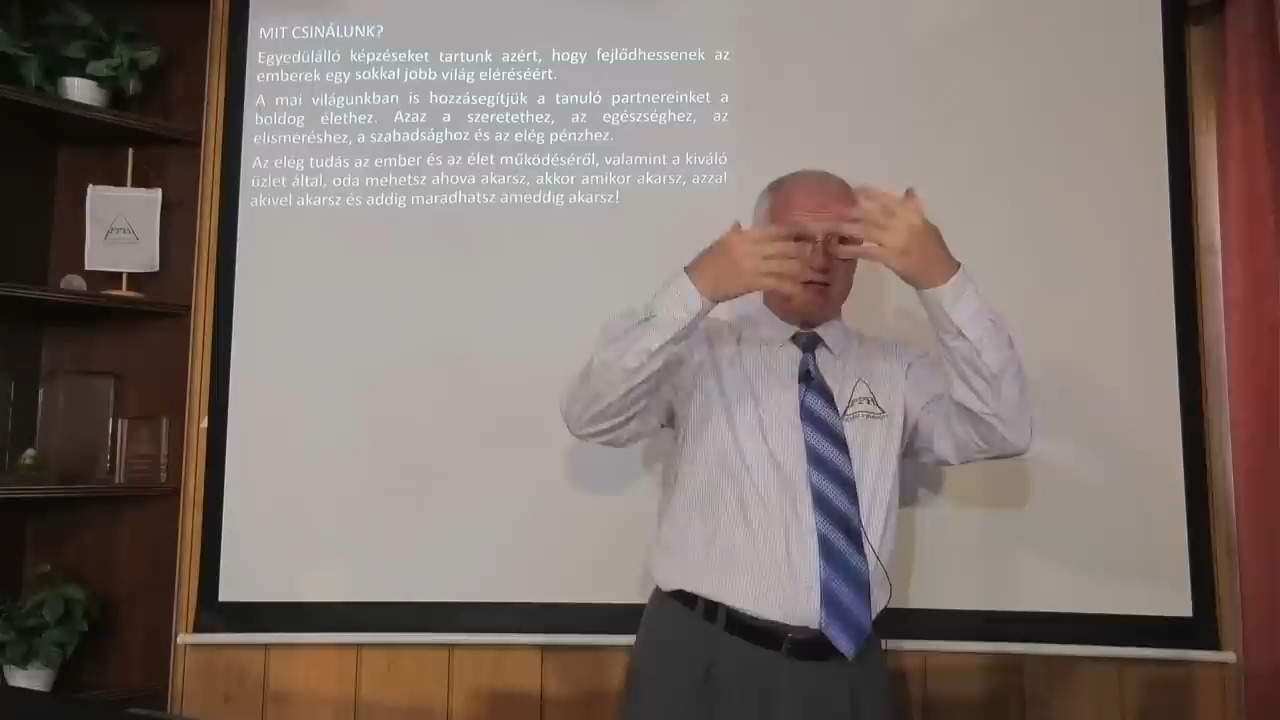 MIT CSINÁLUNK?
Egyedülálló képzéseket tartunk azért, hogy fejlődhessenek az
emberek egy sokkal jobb világ eléréséért.
A mai világunkban is hozzásegítjük a tanuló partnereinket a
boldog élethez. Azaz a szeretethez, az egészséghez, az
elismeréshez, a szabadsághoz és az elég pénzhez.
Az elég tudás az ember és az élet működéséről, valamint a kiváló
üzlet által, oda mehetsz ahova akarsz, akkor amikor akarsz, azzal
akivel akarsz és addig maradhatsz ameddig akarsz!